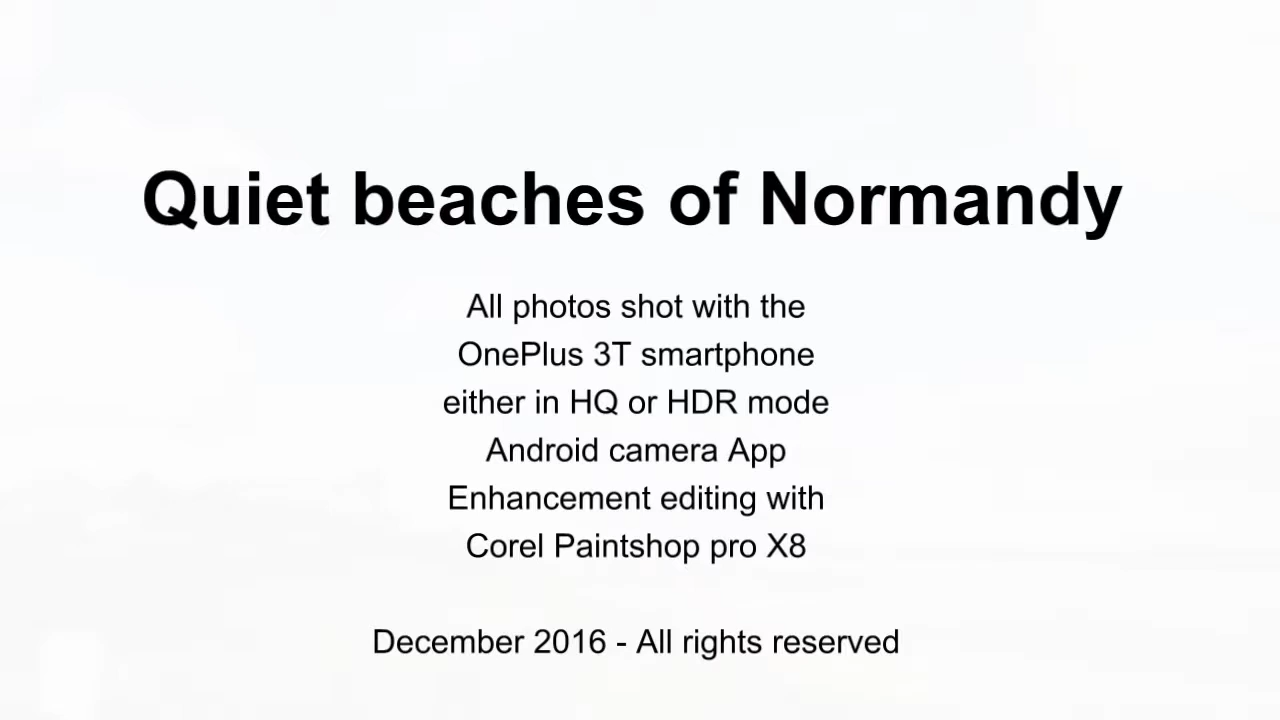 Quiet beaches of Normandy
All photos shot with the
OnePlus 3T smartphone
either in HQ or HDR mode
Android camera App
Enhancement editing with
Corel Paintshop pro X8
December 2016 - All rights reserved